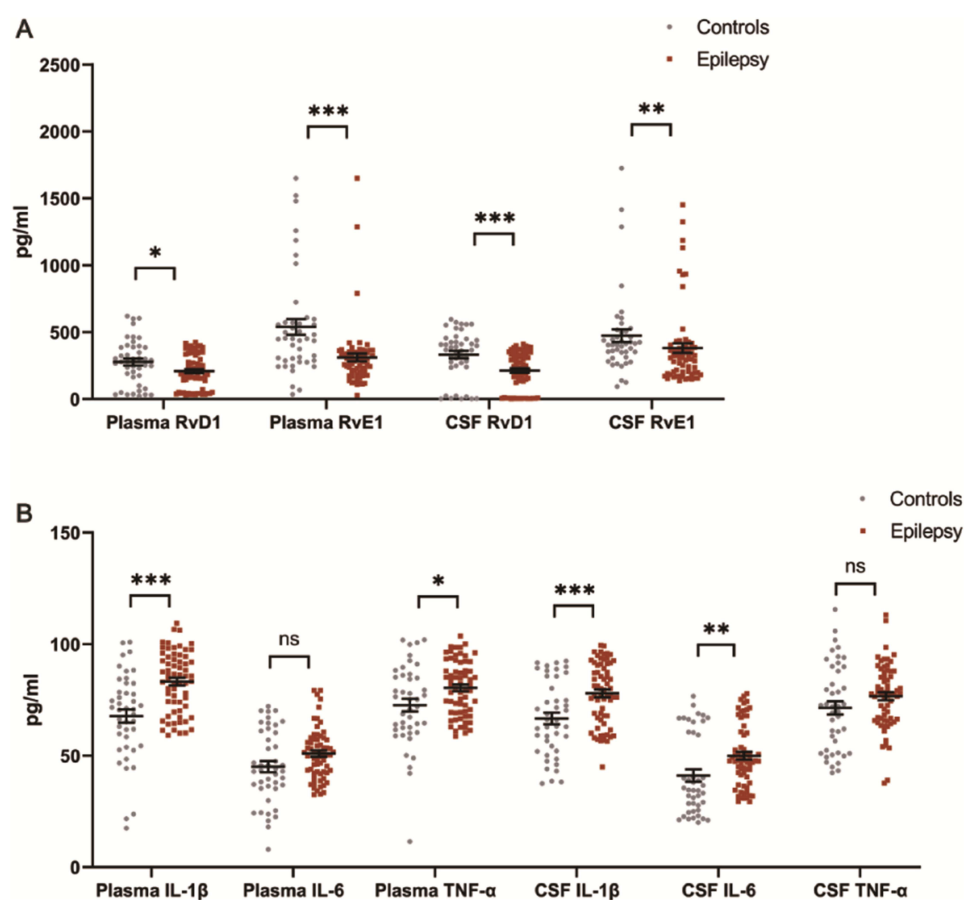 A
Controls
Epilepsy
2500
2000
1500
1000
500
0
pg/ml
*
***
***
**
Plasma RvD1 Plasma RvE1 CSF RvD1 CSF RvE1
B
Controls
Epilepsy
150
100
50
0
pg/ml
***
ns
*
***
**
ns
Plasma IL-1β Plasma IL-6 Plasma TNF-α CSF IL-1β CSF IL-6 CSF TNF-α